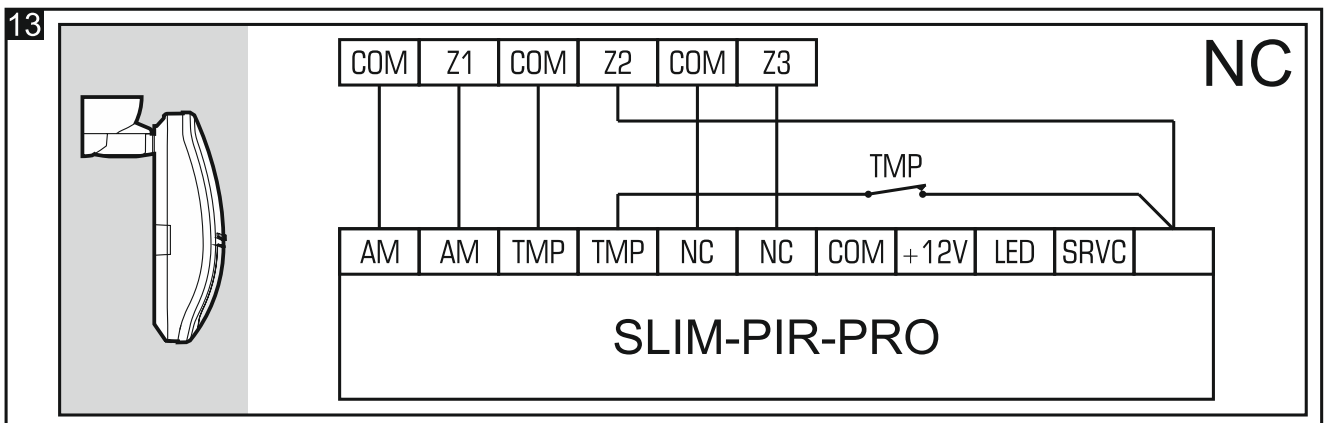 13
NC
COM Z1 COM Z2 COM Z3
TMP
AM AM TMP TMP NC NC COM +12V LED SRVC
SLIM-PIR-PRO